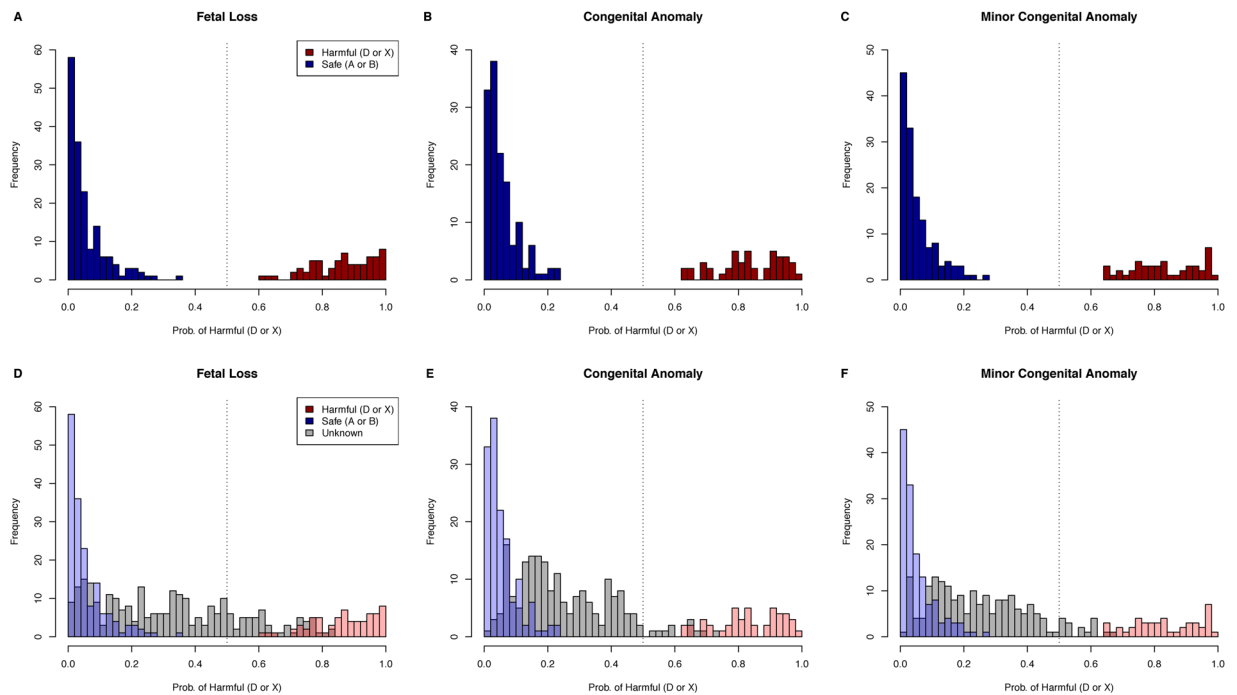 A
Fetal Loss
Frequency
0
10
20
30
40
50
60
Harmful (D or X)
Safe (A or B)
0.0 0.2 0.4 0.6 0.8 1.0
Prob. of Harmful (D or X)
B
Congenital Anomaly
Frequency
0
10
20
30
40
0.0 0.2 0.4 0.6 0.8 1.0
Prob. of Harmful (D or X)
C
Minor Congenital Anomaly
Frequency
0
10
20
30
40
50
0.0 0.2 0.4 0.6 0.8 1.0
Prob. of Harmful (D or X)
D
Fetal Loss
Frequency
0
10
20
30
40
50
60
Harmful (D or X)
Safe (A or B)
Unknown
0.0 0.2 0.4 0.6 0.8 1.0
Prob. of Harmful (D or X)
E
Congenital Anomaly
Frequency
0
10
20
30
40
0.0 0.2 0.4 0.6 0.8 1.0
Prob. of Harmful (D or X)
F
Minor Congenital Anomaly
Frequency
0
10
20
30
40
50
0.0 0.2 0.4 0.6 0.8 1.0
Prob. of Harmful (D or X)